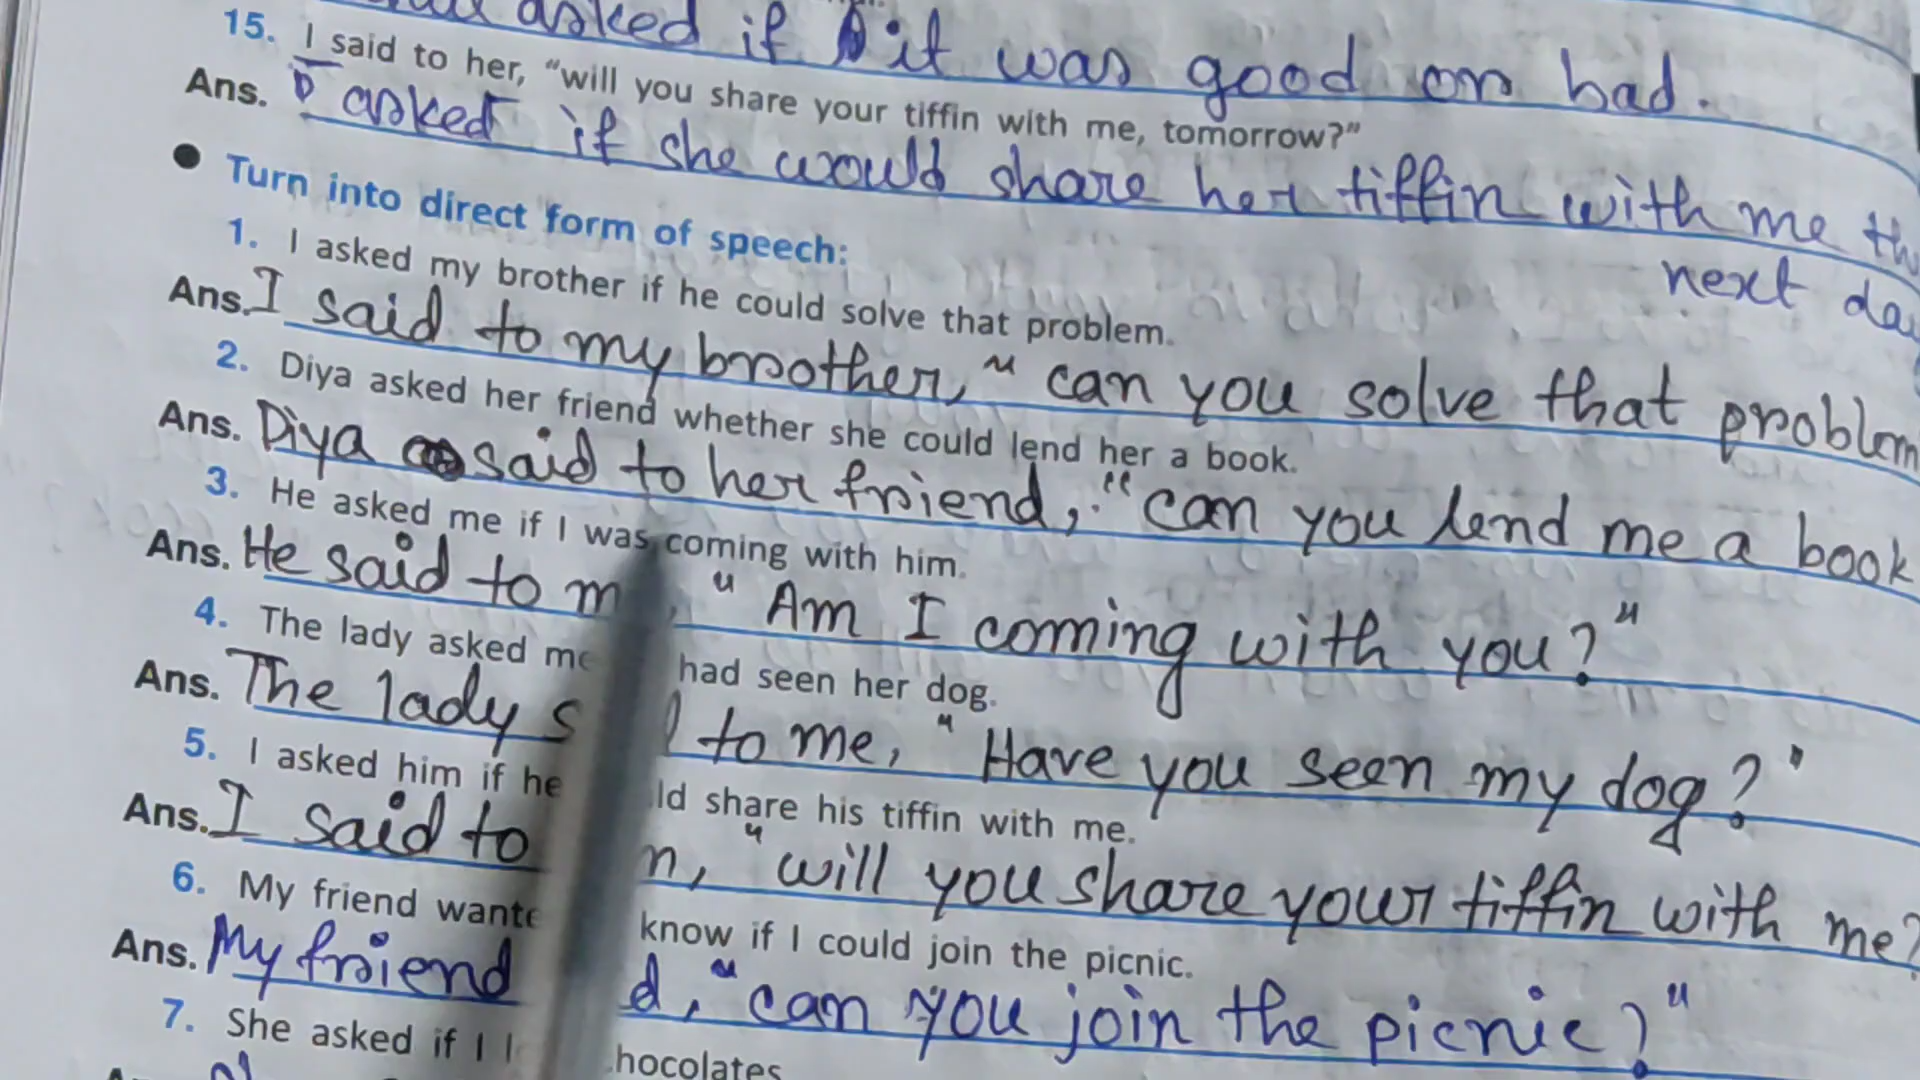 asked if it was good or bad.
15. I said to her, "will you share your tiffin with me, tomorrow?"
Ans. I asked if she would share her tiffin with me the
next day
Turn into direct form of speech:
1. I asked my brother if he could solve that problem.
Ans. I said to my brother, "can you solve that problem
2. Diya asked her friend whether she could lend her a book.
Ans. Diya said to her friend, "can you lend me a book
3. He asked me if I was coming with him.
Ans. He said to m , "Am I coming with you?"
4. The lady asked me had seen her dog.
Ans. The lady s to me, "Have you seen my dog?"
5. I asked him if he ld share his tiffin with me.
Ans. I said to m, "will you share your tiffin with me?
6. My friend wante know if I could join the picnic.
Ans. My friend d, "can you join the picnic?"
7. She asked if I hocolates